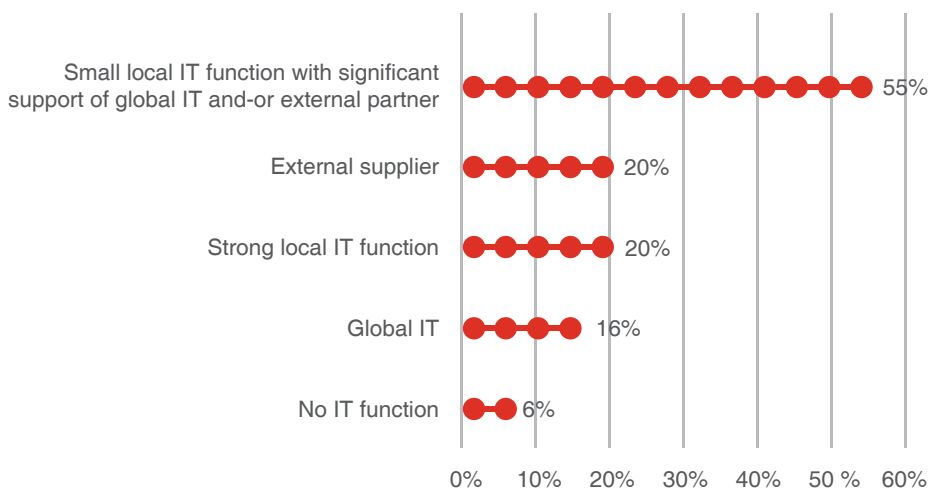 Small local IT function with significant
support of global IT and-or external partner
55%
External supplier
20%
Strong local IT function
20%
Global IT
16%
No IT function
6%
0% 10% 20% 30% 40% 50 % 60%